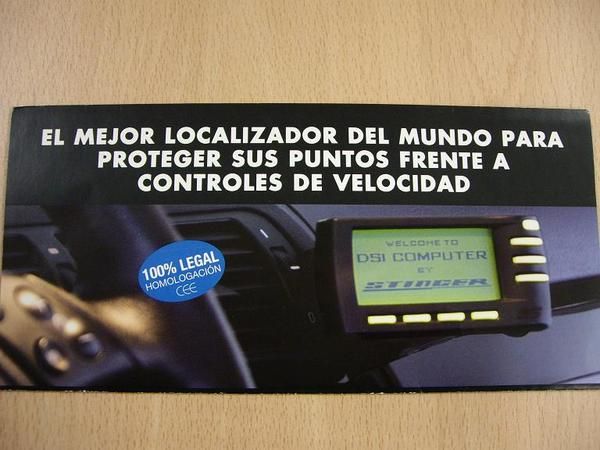 EL MEJOR LOCALIZADOR DEL MUNDO PARA
PROTEGER SUS PUNTOS FRENTE A
CONTROLES DE VELOCIDAD
100% LEGAL
HOMOLOGACIÓN
CEE
WELCOME TO
DSI COMPUTER
BY
STINGER